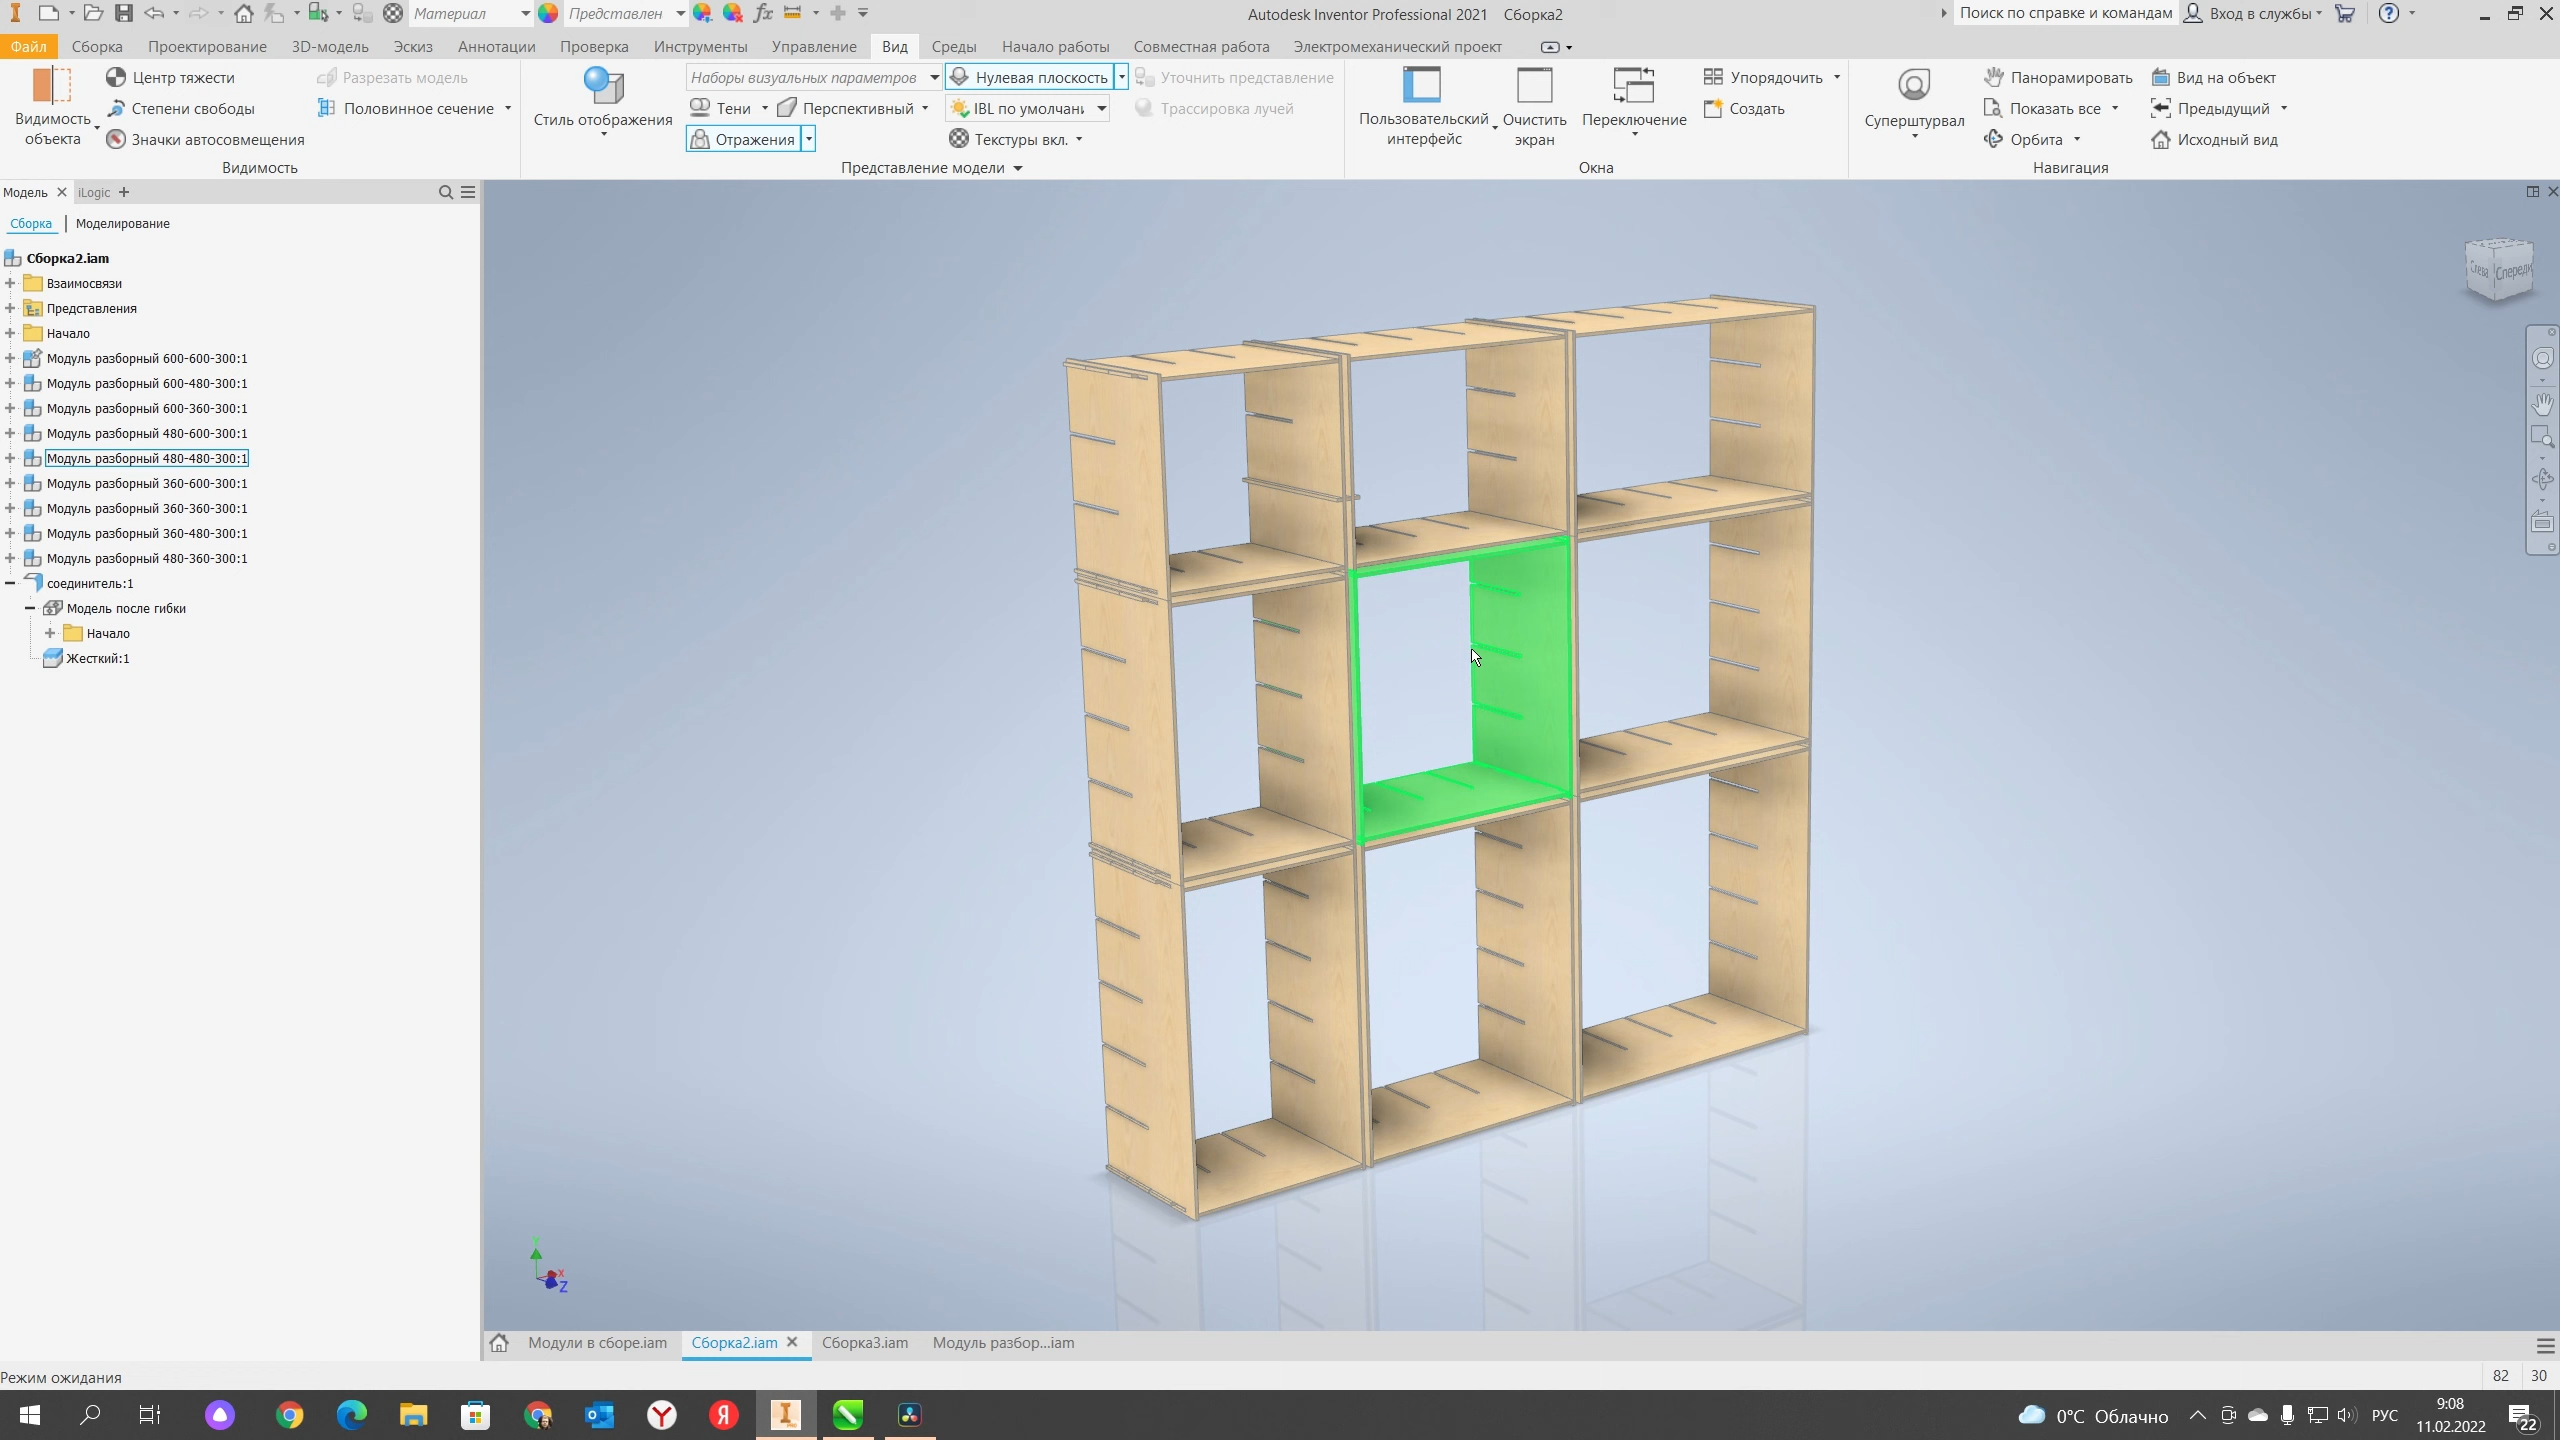 Материал
Представлен
Autodesk Inventor Professional 2021 Сборка2
Поиск по справке и командам
Вход в службы
Файл
Сборка
Проектирование
3D-модель
Эскиз
Аннотации
Проверка
Инструменты
Управление
Вид
Среды
Начало работы
Совместная работа
Электромеханический проект
Видимость объекта
Центр тяжести
Степени свободы
Значки автосовмещения
Разрезать модель
Половинное сечение
Видимость
Стиль отображения
Наборы визуальных параметров
Тени
Перспективный
Отражения
Нулевая плоскость
IBL по умолчани
Текстуры вкл.
Уточнить представление
Трассировка лучей
Представление модели
Пользовательский интерфейс
Очистить экран
Переключение
Упорядочить
Создать
Окна
Суперштурвал
Панорамировать
Показать все
Орбита
Вид на объект
Предыдущий
Исходный вид
Навигация
Модель
iLogic
Сборка
Моделирование
Сборка2.iam
Взаимосвязи
Представления
Начало
Модуль разборный 600-600-300:1
Модуль разборный 600-480-300:1
Модуль разборный 600-360-300:1
Модуль разборный 480-600-300:1
Модуль разборный 480-480-300:1
Модуль разборный 360-600-300:1
Модуль разборный 360-360-300:1
Модуль разборный 360-480-300:1
Модуль разборный 480-360-300:1
соединитель:1
Модель после гибки
Начало
Жесткий:1
Слева
Спереди
Y
X
Z
Модули в сборе.iam
Сборка2.iam
Сборка3.iam
Модуль разбор...iam
Режим ожидания
82
30
0°C Облачно
РУС
9:08
11.02.2022
22